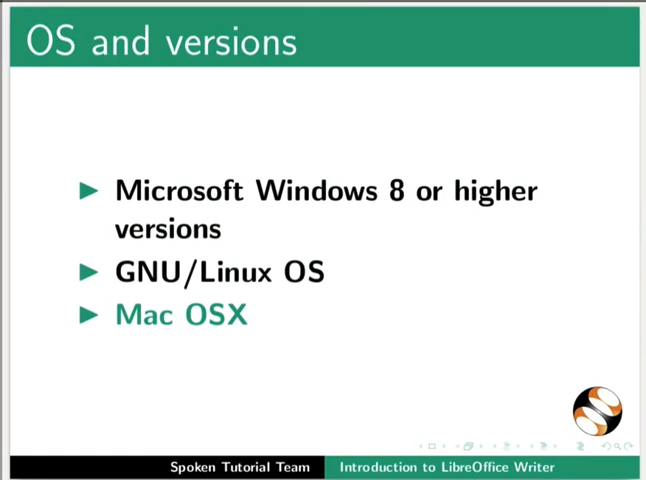 OS and versions
Microsoft Windows 8 or higher
versions
GNU/Linux OS
Mac OSX
Spoken Tutorial Team
Introduction to LibreOffice Writer